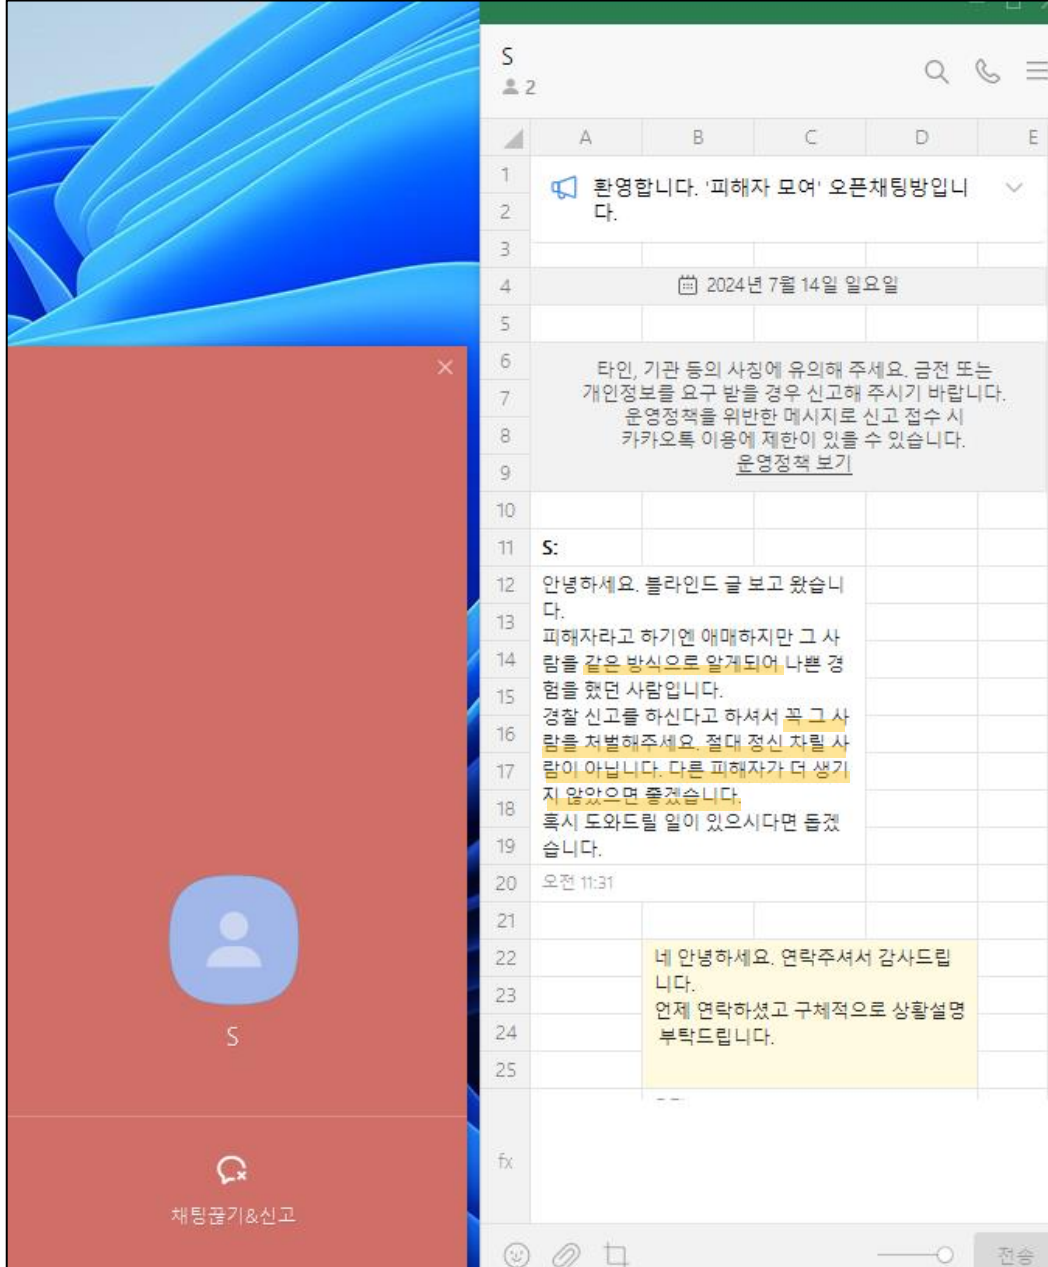 S
2
A B C D E
1
환영합니다. '피해자 모여' 오픈채팅방입니
2
다.
3
4
2024년 7월 14일 일요일
5
6
타인, 기관 등의 사칭에 유의해 주세요. 금전 또는
7
개인정보를 요구 받을 경우 신고해 주시기 바랍니다.
운영정책을 위반한 메시지로 신고 접수 시
8
카카오톡 이용에 제한이 있을 수 있습니다.
9
운영정책 보기
10
11
S:
12
안녕하세요. 블라인드 글 보고 왔습니
다.
13
피해자라고 하기엔 애매하지만 그 사
14
람을 같은 방식으로 알게되어 나쁜 경
15
험을 했던 사람입니다.
경찰 신고를 하신다고 하셔서 꼭 그 사
16
람을 처벌해주세요. 절대 정신 차릴 사
17
람이 아닙니다. 다른 피해자가 더 생기
지 않았으면 좋겠습니다.
18
혹시 도와드릴 일이 있으시다면 돕겠
19
습니다.
20
오전 11:31
21
22
네 안녕하세요. 연락주셔서 감사드립
니다.
23
언제 연락하셨고 구체적으로 상황설명
24
부탁드립니다.
25
fx
전송
S
채팅끊기&신고